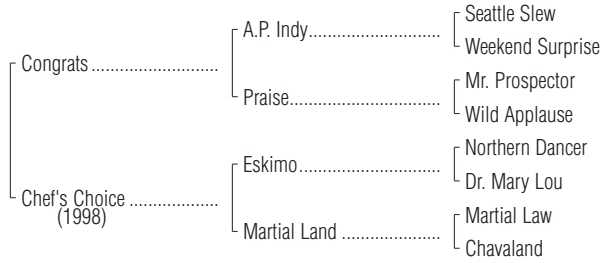 Seattle Slew
A.P. Indy
Weekend Surprise
Congrats
Mr. Prospector
Praise
Wild Applause
Northern Dancer
Eskimo
Dr. Mary Lou
Chef's Choice
(1998)
Martial Law
Martial Land
Chavaland